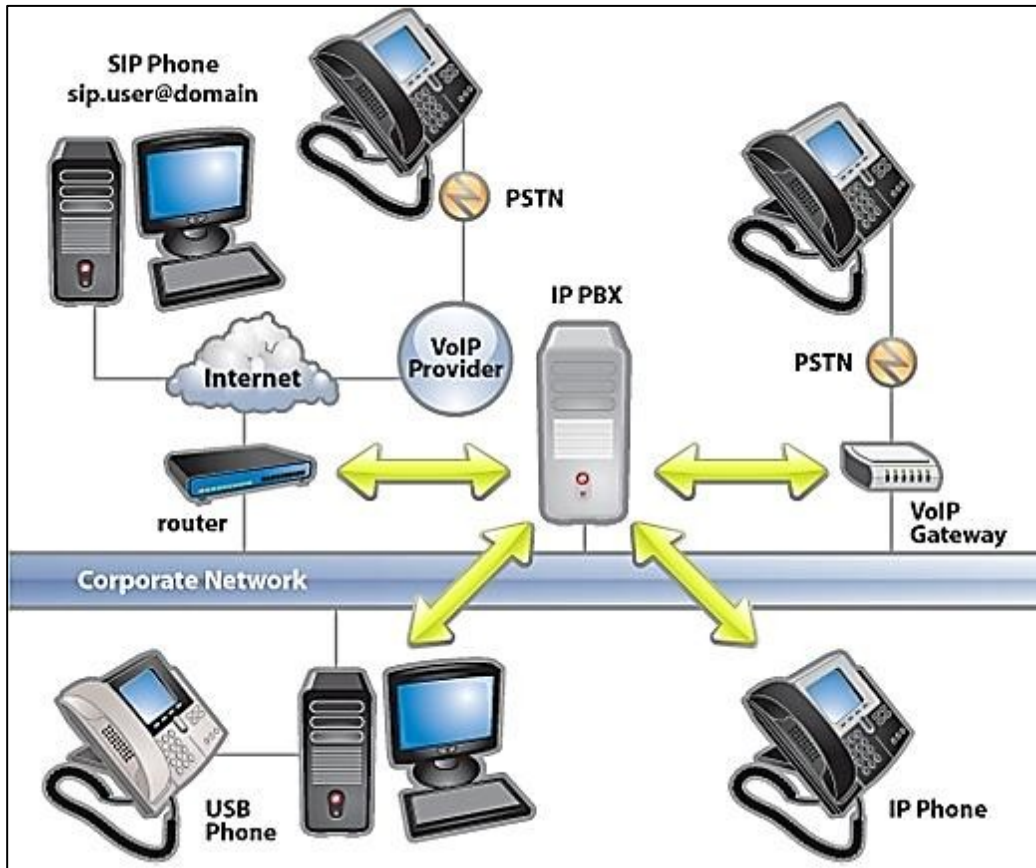 SIP Phone
sip.user@domain
PSTN
IP PBX
VoIP
Provider
Internet
PSTN
router
VoIP
Gateway
Corporate Network
USB
Phone
IP Phone